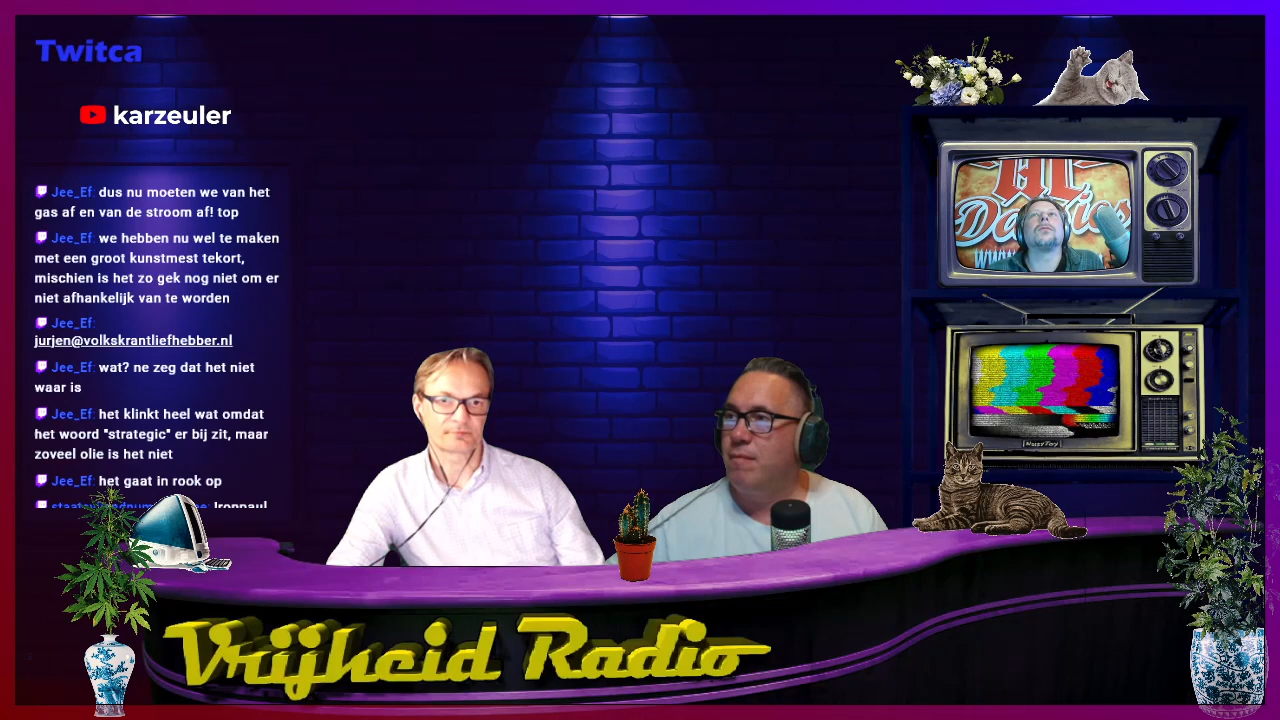 Twitca
karzeuler
Jee_Ef: dus nu moeten we van het
gas af en van de stroom af! top
Jee_Ef: we hebben nu wel te maken
met een groot kunstmest tekort,
mischien is het zo gek nog niet om er
niet afhankelijk van te worden
Jee_Ef:
jurjen@volkskrantliefhebber.nl
Jee_Ef: wat? ne zeg dat het niet
waar is
Jee_Ef: het klinkt heel wat omdat
het woord "strategic" er bij zit, maar
zoveel olie is het niet
Jee_Ef: het gaat in rook op
Vrijheid Radio